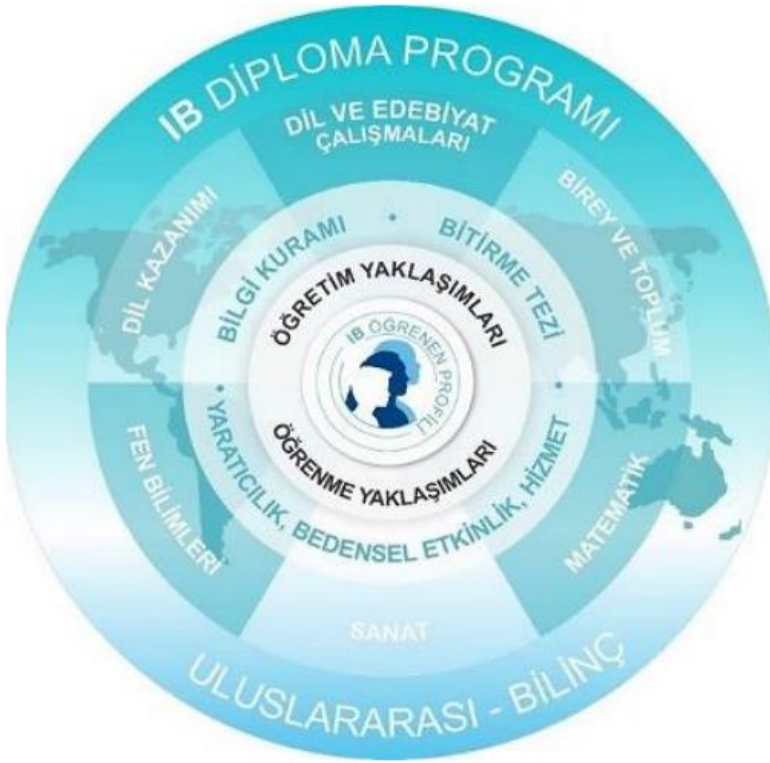 IB DİPLOMA PROGRAMI
DİL VE EDEBİYAT
ÇALIŞMALARI
DİL KAZANIMI
BİREY VE TOPLUM
FEN BİLİMLERİ
MATEMATİK
SANAT
BİLGİ KURAMI
BİTİRME TEZİ
YARATICILIK, BEDENSEL ETKİNLİK, HİZMET
ÖĞRETİM YAKLAŞIMLARI
ÖĞRENME YAKLAŞIMLARI
IB ÖĞRENEN PROFİLİ
ULUSLARARASI - BİLİNÇ